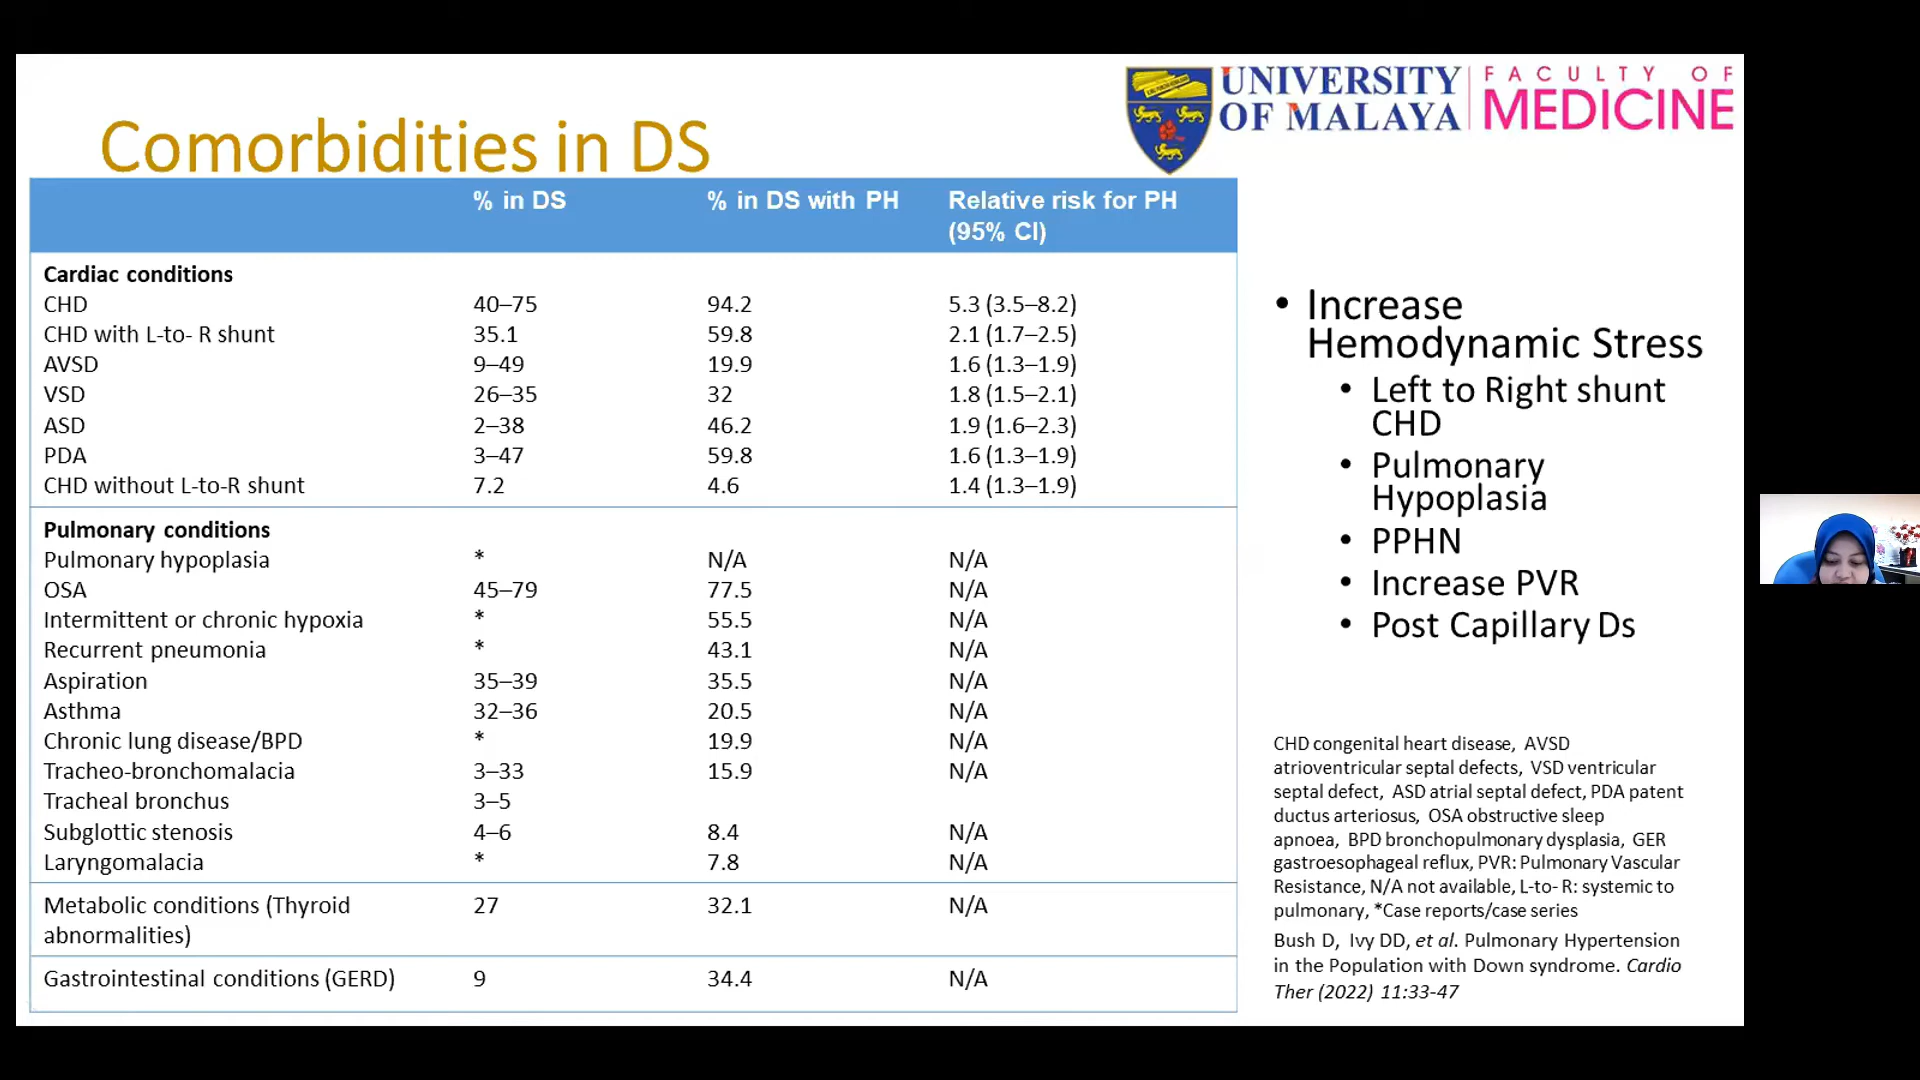 UNIVERSITY
OF MALAYA
FACULTY OF
MEDICINE
Comorbidities in DS
% in DS % in DS with PH Relative risk for PH
(95% CI)
Cardiac conditions
CHD 40–75 94.2 5.3 (3.5–8.2)
CHD with L-to- R shunt 35.1 59.8 2.1 (1.7–2.5)
AVSD 9–49 19.9 1.6 (1.3–1.9)
VSD 26–35 32 1.8 (1.5–2.1)
ASD 2–38 46.2 1.9 (1.6–2.3)
PDA 3–47 59.8 1.6 (1.3–1.9)
CHD without L-to-R shunt 7.2 4.6 1.4 (1.3–1.9)
Pulmonary conditions
Pulmonary hypoplasia * N/A N/A
OSA 45–79 77.5 N/A
Intermittent or chronic hypoxia * 55.5 N/A
Recurrent pneumonia * 43.1 N/A
Aspiration 35–39 35.5 N/A
Asthma 32–36 20.5 N/A
Chronic lung disease/BPD * 19.9 N/A
Tracheo-bronchomalacia 3–33 15.9 N/A
Tracheal bronchus 3–5
Subglottic stenosis 4–6 8.4 N/A
Laryngomalacia * 7.8 N/A
Metabolic conditions (Thyroid 27 32.1 N/A
abnormalities)
Gastrointestinal conditions (GERD) 9 34.4 N/A
• Increase
Hemodynamic Stress
• Left to Right shunt
CHD
• Pulmonary
Hypoplasia
• PPHN
• Increase PVR
• Post Capillary Ds
CHD congenital heart disease, AVSD
atrioventricular septal defects, VSD ventricular
septal defect, ASD atrial septal defect, PDA patent
ductus arteriosus, OSA obstructive sleep
apnoea, BPD bronchopulmonary dysplasia, GER
gastroesophageal reflux, PVR: Pulmonary Vascular
Resistance, N/A not available, L-to- R: systemic to
pulmonary, *Case reports/case series
Bush D, Ivy DD, et al. Pulmonary Hypertension
in the Population with Down syndrome. Cardio
Ther (2022) 11:33-47